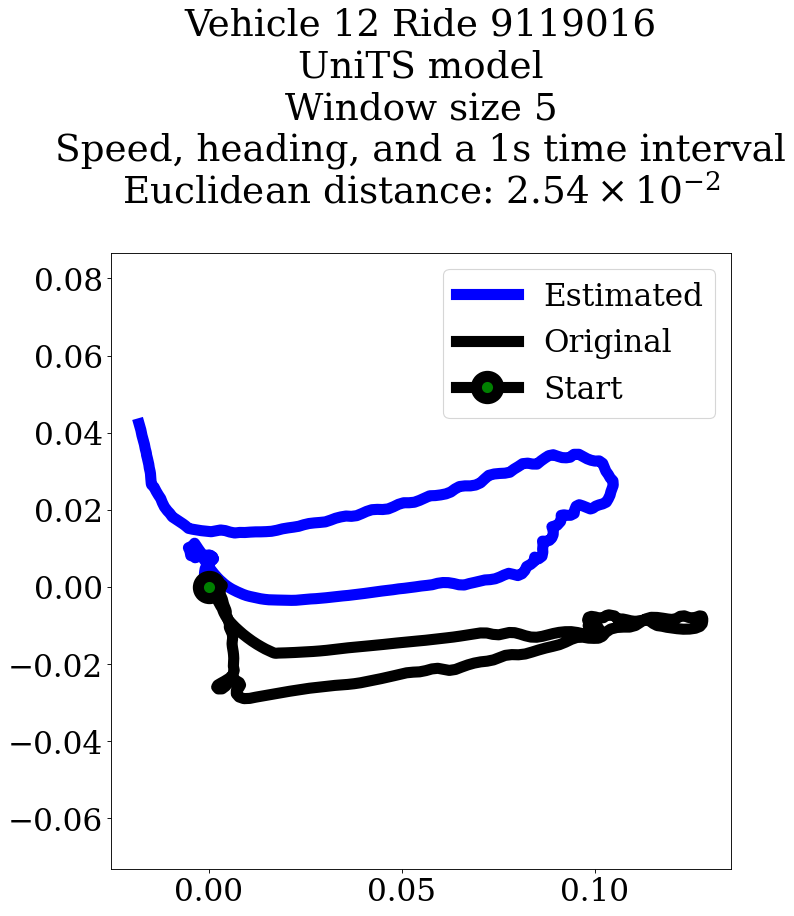 Vehicle 12 Ride 9119016
UniTS model
Window size 5
Speed, heading, and a 1s time interval
Euclidean distance: 2.54 × 10⁻²
Estimated
Original
Start
0.08
0.06
0.04
0.02
0.00
−0.02
−0.04
−0.06
0.00 0.05 0.10